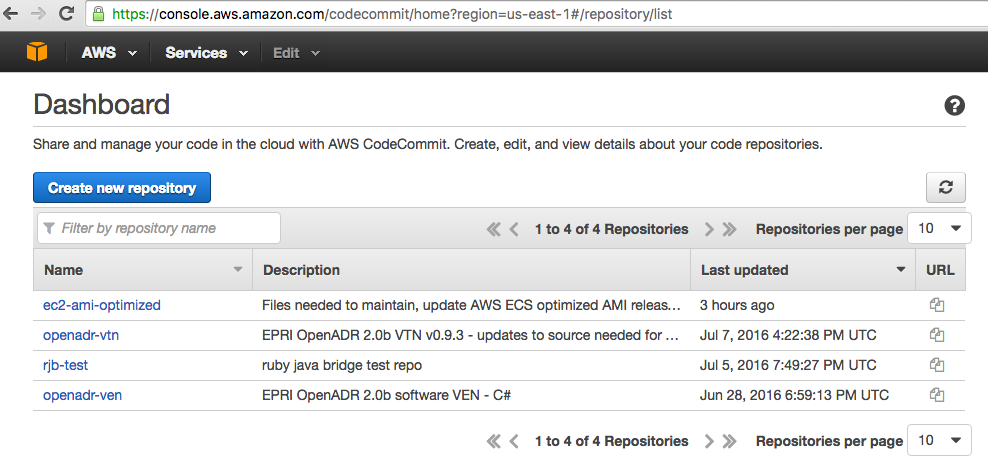 https://console.aws.amazon.com/codecommit/home?region=us-east-1#/repository/list
AWS Services Edit
Dashboard
?
Share and manage your code in the cloud with AWS CodeCommit. Create, edit, and view details about your code repositories.
Create new repository
Filter by repository name 1 to 4 of 4 Repositories Repositories per page 10
Name Description Last updated URL
ec2-ami-optimized Files needed to maintain, update AWS ECS optimized AMI releas... 3 hours ago
openadr-vtn EPRI OpenADR 2.0b VTN v0.9.3 - updates to source needed for ... Jul 7, 2016 4:22:38 PM UTC
rjb-test ruby java bridge test repo Jul 5, 2016 7:49:27 PM UTC
openadr-ven EPRI OpenADR 2.0b software VEN - C# Jun 28, 2016 6:59:13 PM UTC
1 to 4 of 4 Repositories Repositories per page 10